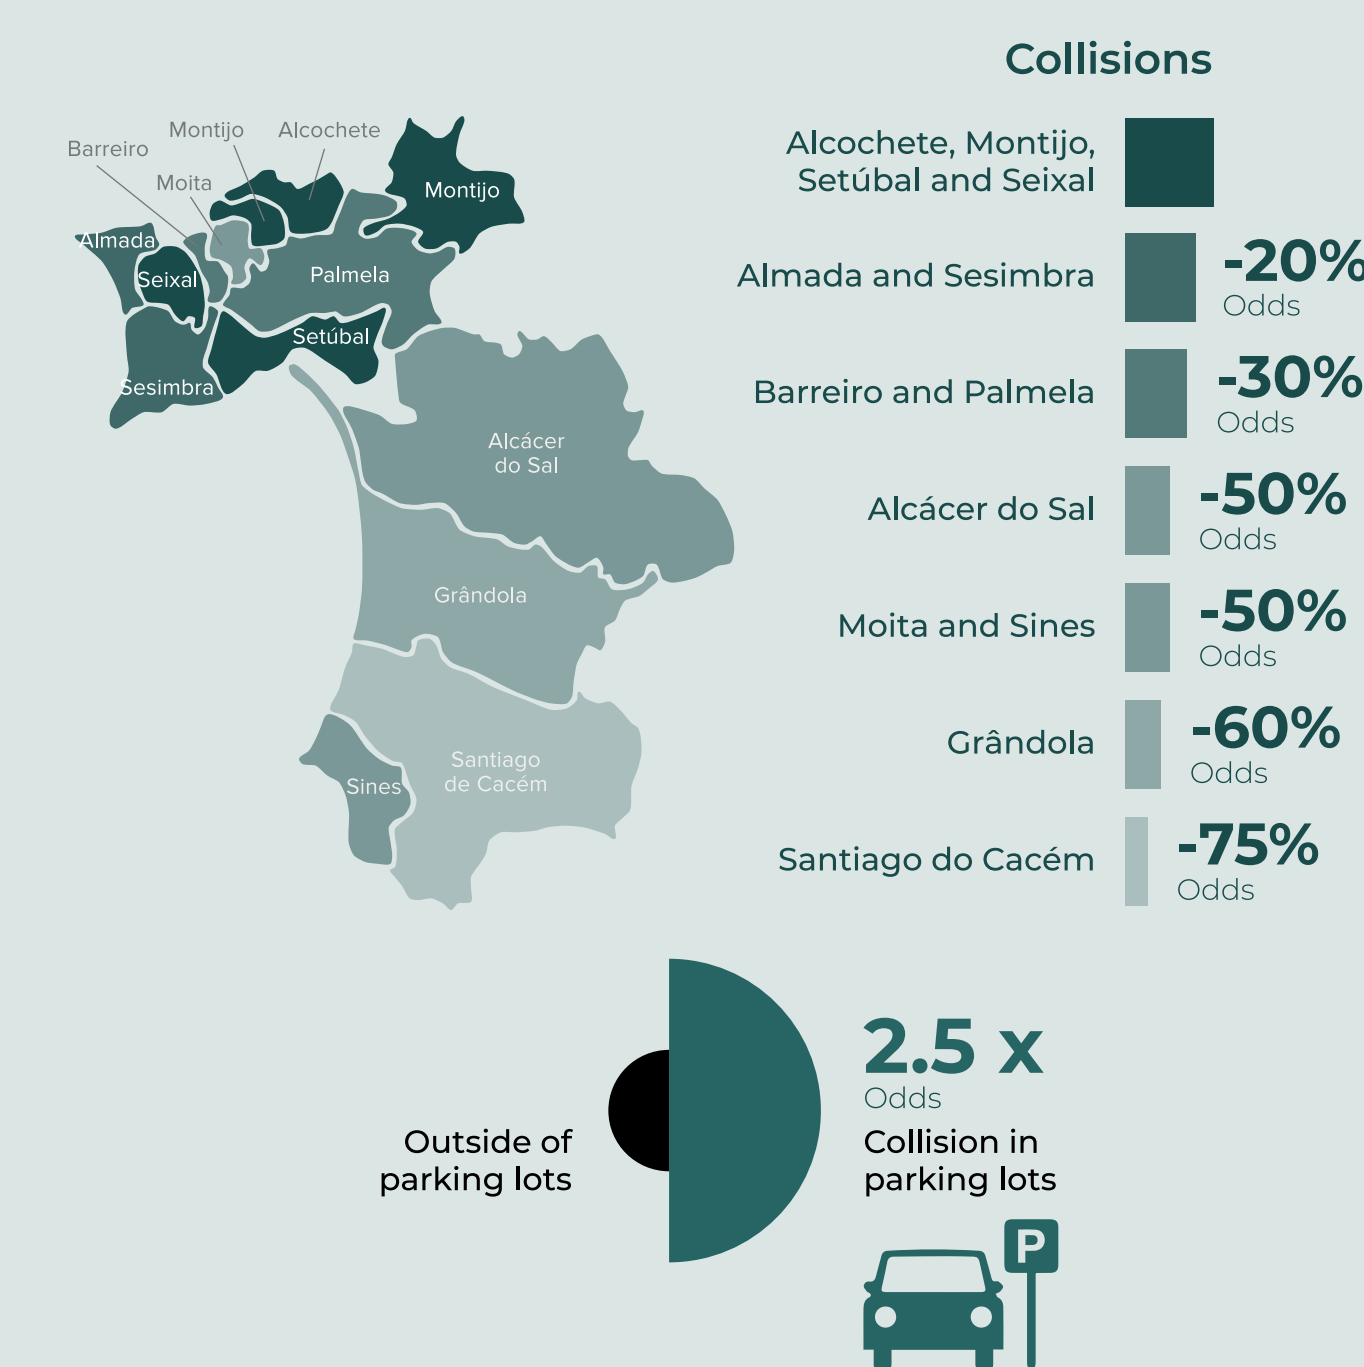 Collisions
Montijo
Alcochete
Barreiro
Moita
Montijo
Almada
Seixal
Palmela
Setúbal
Sesimbra
Alcácer
do Sal
Grândola
Santiago
de Cacém
Sines
Alcochete, Montijo,
Setúbal and Seixal
Almada and Sesimbra
-20%
Odds
Barreiro and Palmela
-30%
Odds
Alcácer do Sal
-50%
Odds
Moita and Sines
-50%
Odds
Grândola
-60%
Odds
Santiago do Cacém
-75%
Odds
Outside of
parking lots
2.5 x
Odds
Collision in
parking lots
P